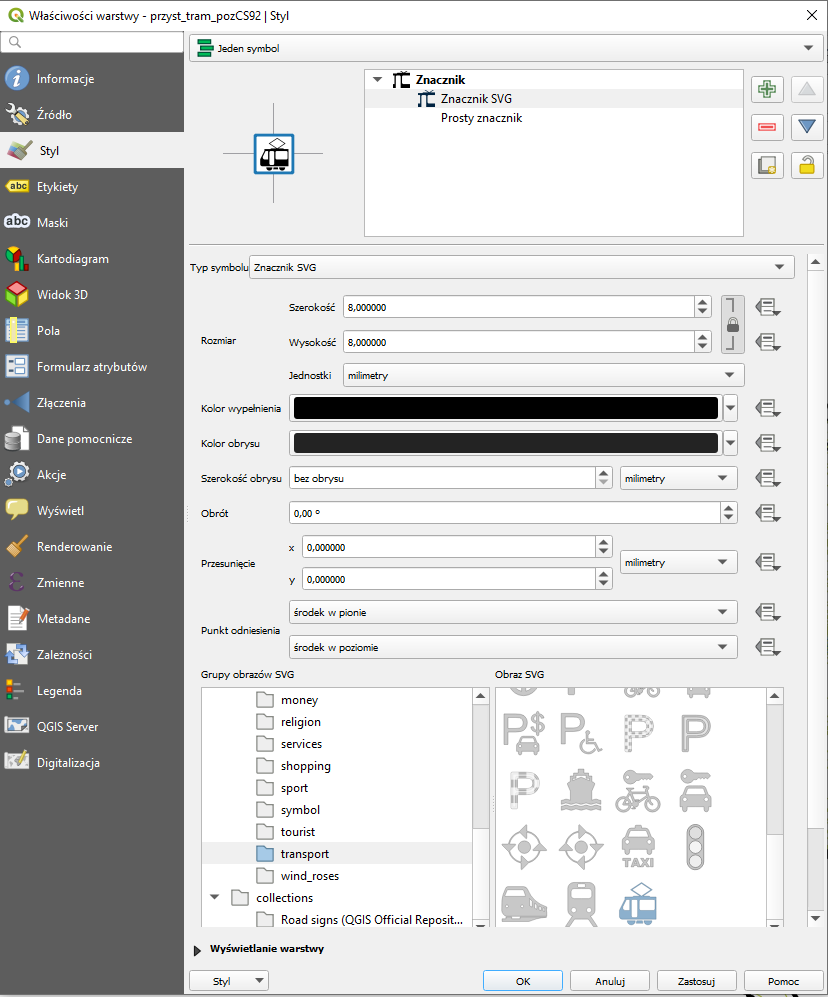 Właściwości warstwy - przyst_tram_pozCS92 | Styl
Jeden symbol
Informacje
Źródło
Styl
abc Etykiety
abc Maski
Kartodiagram
Widok 3D
Pola
Formularz atrybutów
Złączenia
Dane pomocnicze
Akcje
Wyświetl
Renderowanie
Zmienne
Metadane
Zależności
Legenda
QGIS Server
Digitalizacja
Znacznik
Znacznik SVG
Prosty znacznik
Typ symbolu Znacznik SVG
Rozmiar
Szerokość 8,000000
Wysokość 8,000000
Jednostki milimetry
Kolor wypełnienia
Kolor obrysu
Szerokość obrysu bez obrysu milimetry
Obrót 0,00 °
Przesunięcie
x 0,000000
y 0,000000
milimetry
Punkt odniesienia
środek w pionie
środek w poziomie
Grupy obrazów SVG
money
religion
services
shopping
sport
symbol
tourist
transport
wind_roses
collections
Road signs (QGIS Official Reposit...
Obraz SVG
P$ P P P
P
TAXI
Wyświetlanie warstwy
Styl OK Anuluj Zastosuj Pomoc